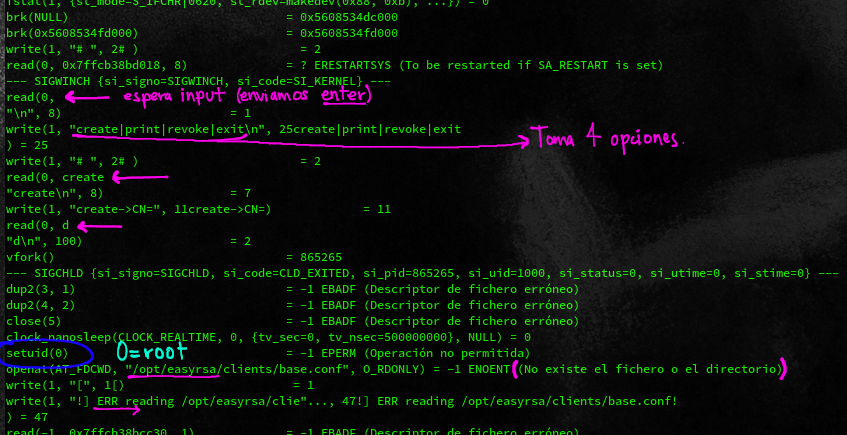 fstat(1, {st_mode=S_IFCHR|0620, st_rdev=makedev(0x88, 0xb), ...}) = 0
brk(NULL) = 0x5608534dc000
brk(0x5608534fd000) = 0x5608534fd000
write(1, "# ", 2# ) = 2
read(0, 0x7ffcb38bd018, 8) = ? ERESTARTSYS (To be restarted if SA_RESTART is set)
--- SIGWINCH {si_signo=SIGWINCH, si_code=SI_KERNEL} ---
read(0, espera input (enviamos enter)
"\n", 8) = 1
write(1, "create|print|revoke|exit\n", 25create|print|revoke|exit
Toma 4 opciones.
) = 25
write(1, "# ", 2# ) = 2
read(0, create
"create\n", 8) = 7
write(1, "create->CN=", 11create->CN=) = 11
read(0, d
"d\n", 100) = 2
vfork() = 865265
--- SIGCHLD {si_signo=SIGCHLD, si_code=CLD_EXITED, si_pid=865265, si_uid=1000, si_status=0, si_utime=0, si_stime=0} ---
dup2(3, 1) = -1 EBADF (Descriptor de fichero erróneo)
dup2(4, 2) = -1 EBADF (Descriptor de fichero erróneo)
close(5) = -1 EBADF (Descriptor de fichero erróneo)
clock_nanosleep(CLOCK_REALTIME, 0, {tv_sec=0, tv_nsec=500000000}, NULL) = 0
setuid(0) 0=root = -1 EPERM (Operación no permitida)
openat(AT_FDCWD, "/opt/easyrsa/clients/base.conf", O_RDONLY) = -1 ENOENT (No existe el fichero o el directorio)
write(1, "[", 1[) = 1
write(1, "!] ERR reading /opt/easyrsa/clie"..., 47!] ERR reading /opt/easyrsa/clients/base.conf!
) = 47
read(-1, 0x7ffcb38bcc30, 1) = -1 EBADF (Descriptor de fichero erróneo)